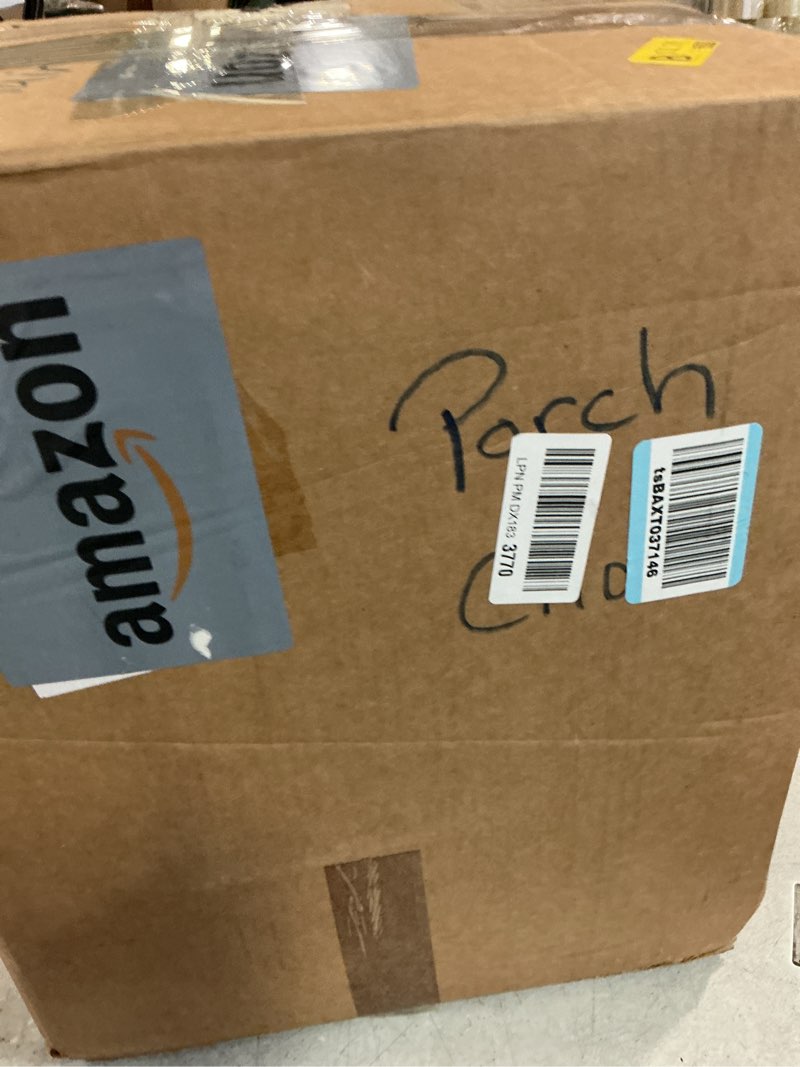 amazon
Porch
LPN PM DX183 3770
tsBAXT037146